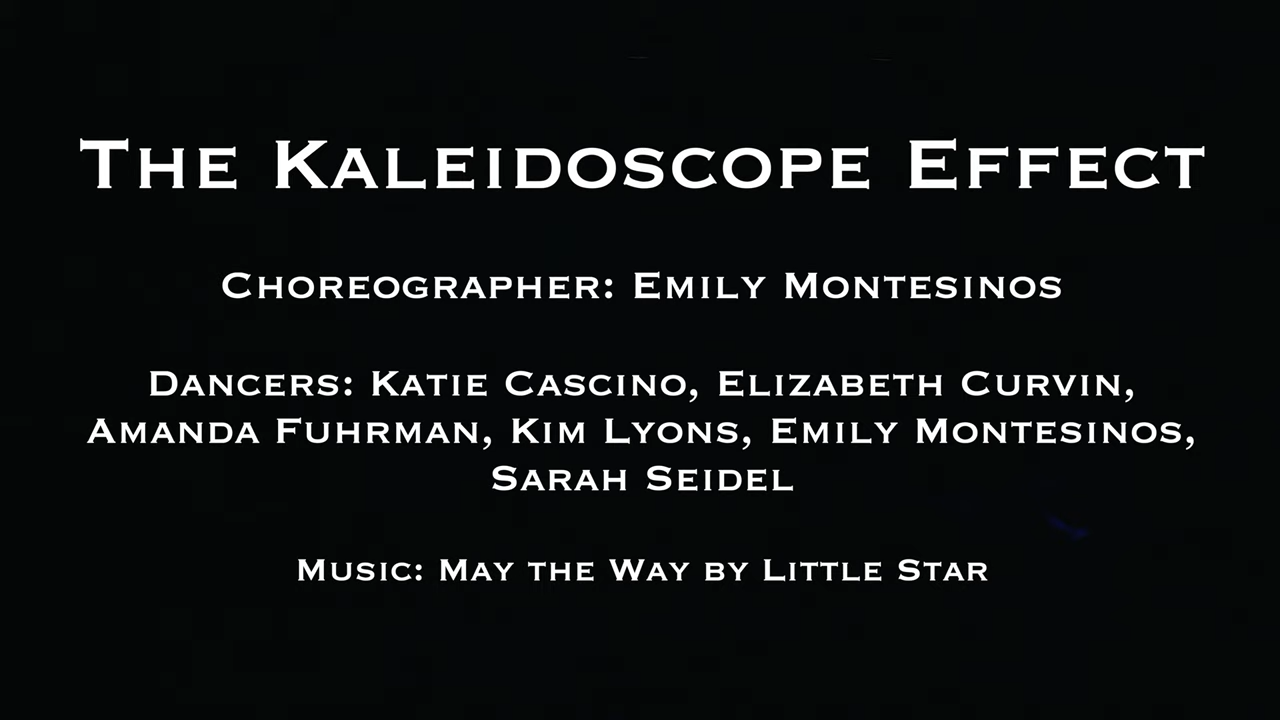 The Kaleidoscope Effect
Choreographer: Emily Montesinos
Dancers: Katie Cascino, Elizabeth Curvin,
Amanda Fuhrman, Kim Lyons, Emily Montesinos,
Sarah Seidel
Music: May the Way by Little Star